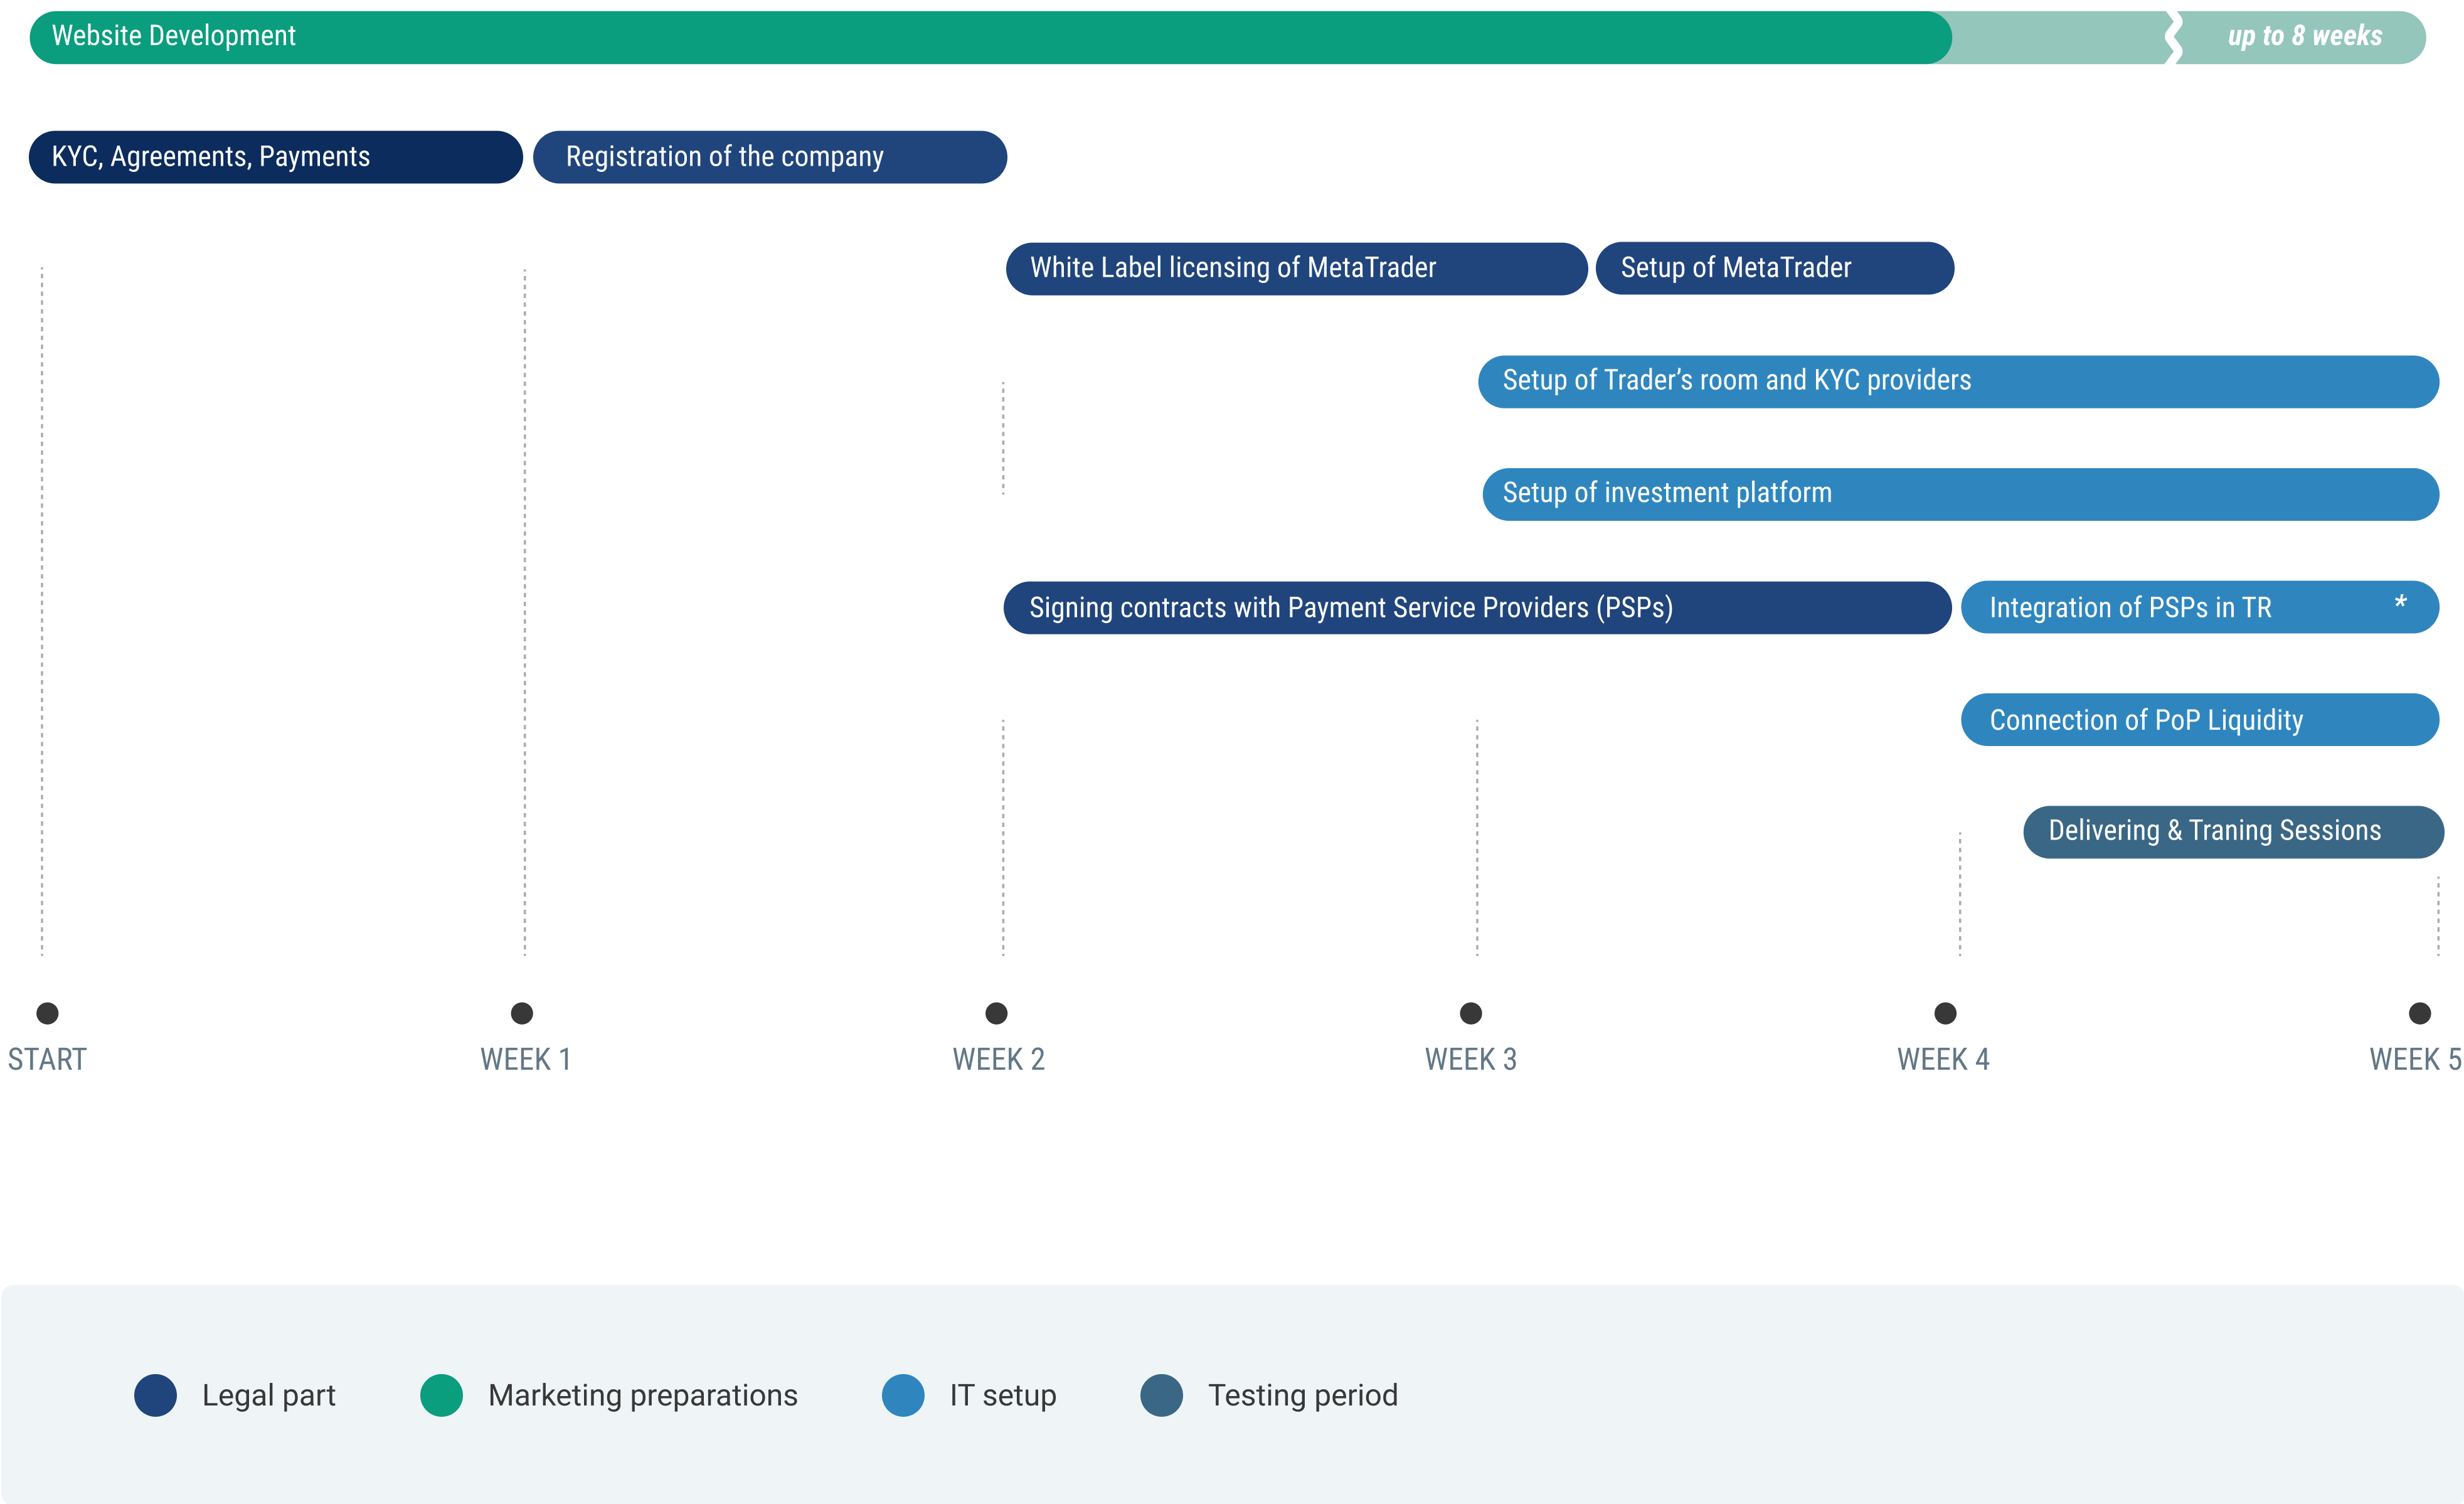 Website Development
up to 8 weeks
KYC, Agreements, Payments
Registration of the company
White Label licensing of MetaTrader
Setup of MetaTrader
Setup of Trader’s room and KYC providers
Setup of investment platform
Signing contracts with Payment Service Providers (PSPs)
Integration of PSPs in TR *
Connection of PoP Liquidity
Delivering & Traning Sessions
START
WEEK 1
WEEK 2
WEEK 3
WEEK 4
WEEK 5
Legal part
Marketing preparations
IT setup
Testing period